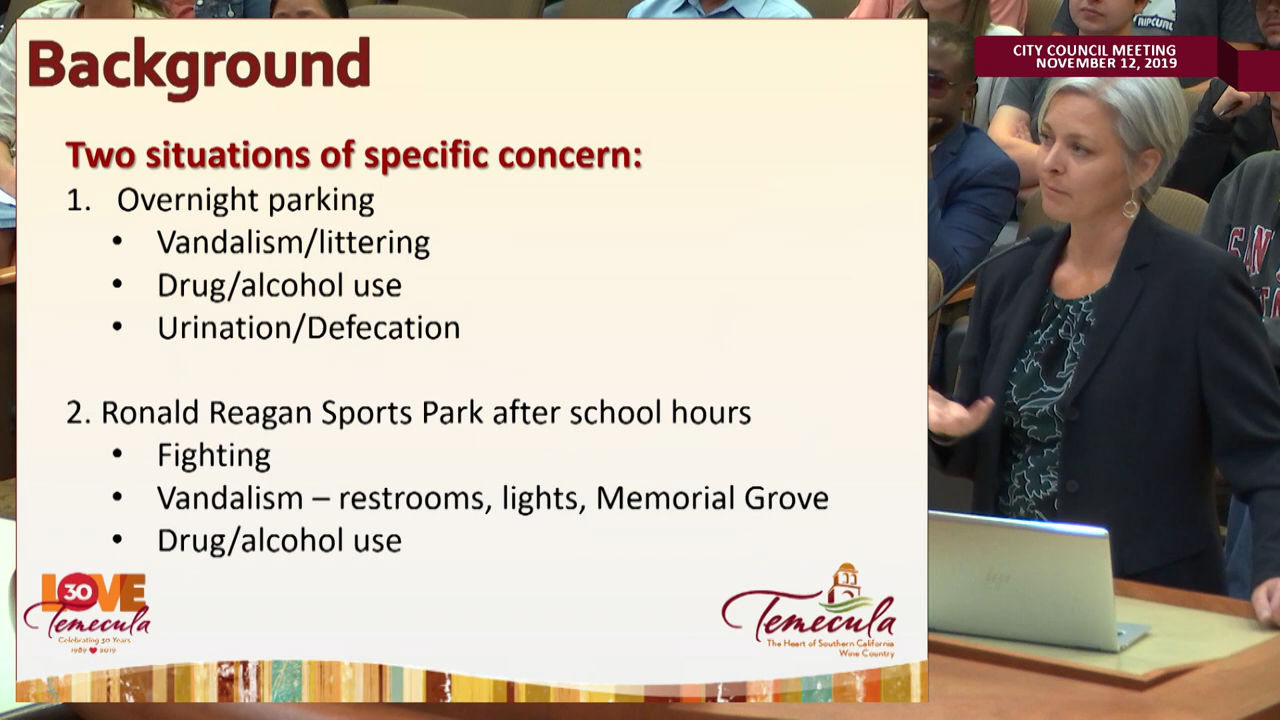 Background
CITY COUNCIL MEETING
NOVEMBER 12, 2019
RIPCURL
Two situations of specific concern:
1. Overnight parking
• Vandalism/littering
• Drug/alcohol use
• Urination/Defecation
2. Ronald Reagan Sports Park after school hours
• Fighting
• Vandalism – restrooms, lights, Memorial Grove
• Drug/alcohol use
LOVE
30
Temecula
Celebrating 30 Years
1989 2019
Temecula
The Heart of Southern California
Wine Country